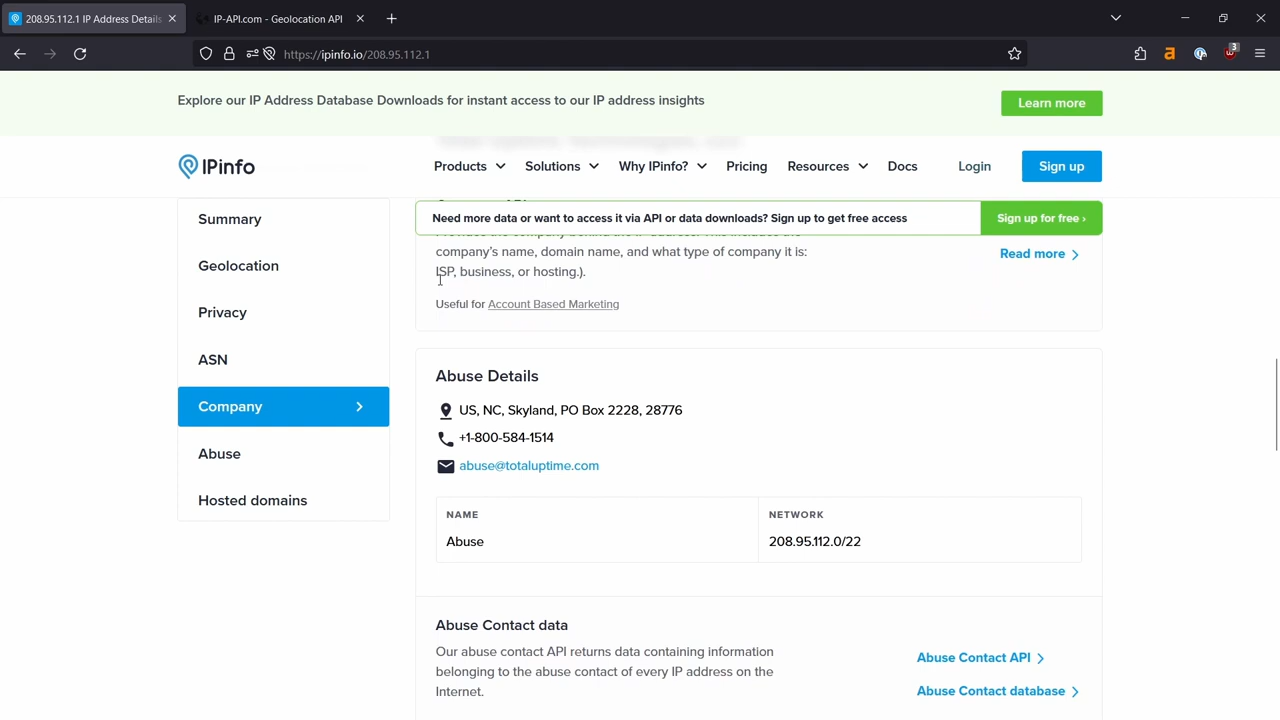 208.95.112.1 IP Address Details
IP-API.com - Geolocation API
https://ipinfo.io/208.95.112.1
3
Explore our IP Address Database Downloads for instant access to our IP address insights
Learn more
IPinfo
Products
Solutions
Why IPinfo?
Pricing
Resources
Docs
Login
Sign up
Summary
Geolocation
Privacy
ASN
Company
Abuse
Hosted domains
Need more data or want to access it via API or data downloads? Sign up to get free access
Sign up for free ›
company's name, domain name, and what type of company it is:
ISP, business, or hosting.).
Read more
Useful for Account Based Marketing
Abuse Details
US, NC, Skyland, PO Box 2228, 28776
+1-800-584-1514
abuse@totaluptime.com
NAME
NETWORK
Abuse
208.95.112.0/22
Abuse Contact data
Our abuse contact API returns data containing information
belonging to the abuse contact of every IP address on the
Internet.
Abuse Contact API
Abuse Contact database